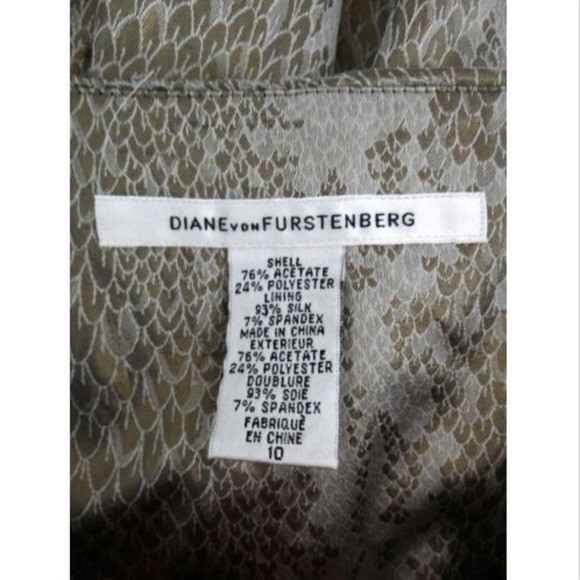 DIANE VON FURSTENBERG
SHELL
76% ACETATE
24% POLYESTER
LINING
93% SILK
7% SPANDEX
MADE IN CHINA
EXTERIEUR
76% ACETATE
24% POLYESTER
DOUBLURE
93% SOIE
7% SPANDEX
FABRIQUÉ
EN CHINE
10